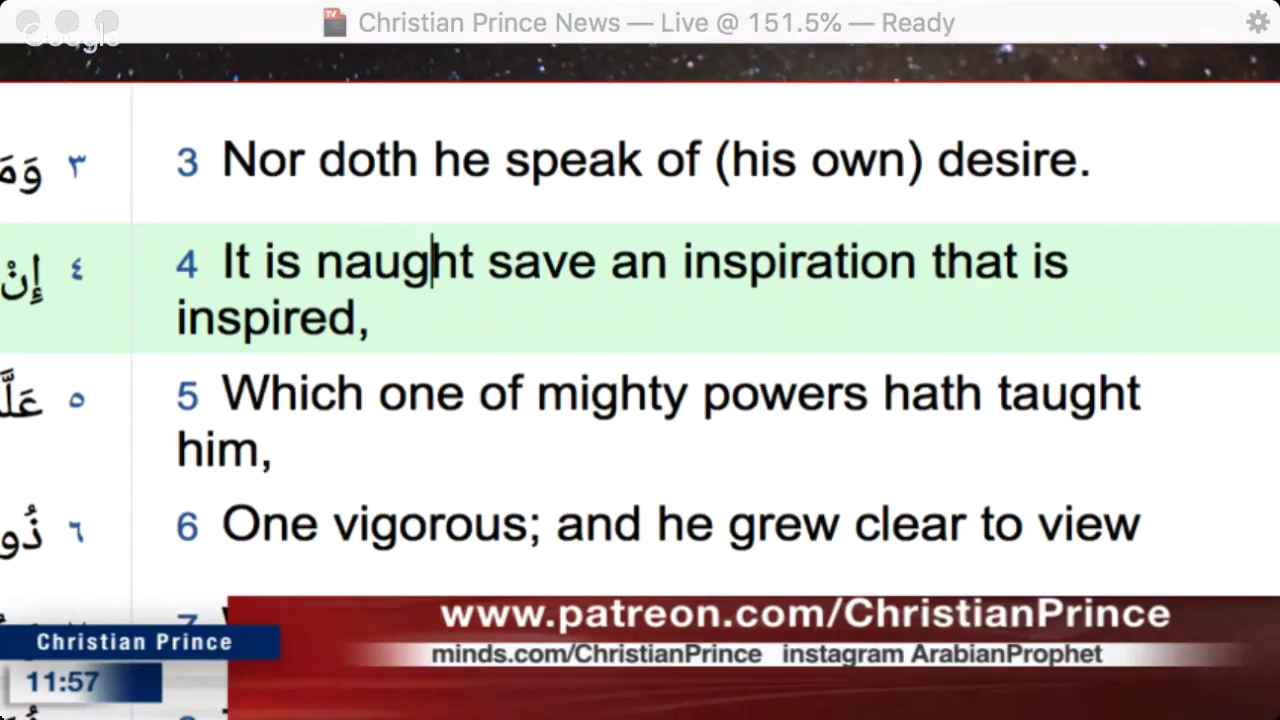 Christian Prince News — Live @ 151.5% — Ready
Google
٣ 3 Nor doth he speak of (his own) desire.
إِنْ ٤ 4 It is naught save an inspiration that is
inspired,
٥ 5 Which one of mighty powers hath taught
him,
٦ 6 One vigorous; and he grew clear to view
7
www.patreon.com/ChristianPrince
Christian Prince
minds.com/ChristianPrince instagram ArabianProphet
11:57